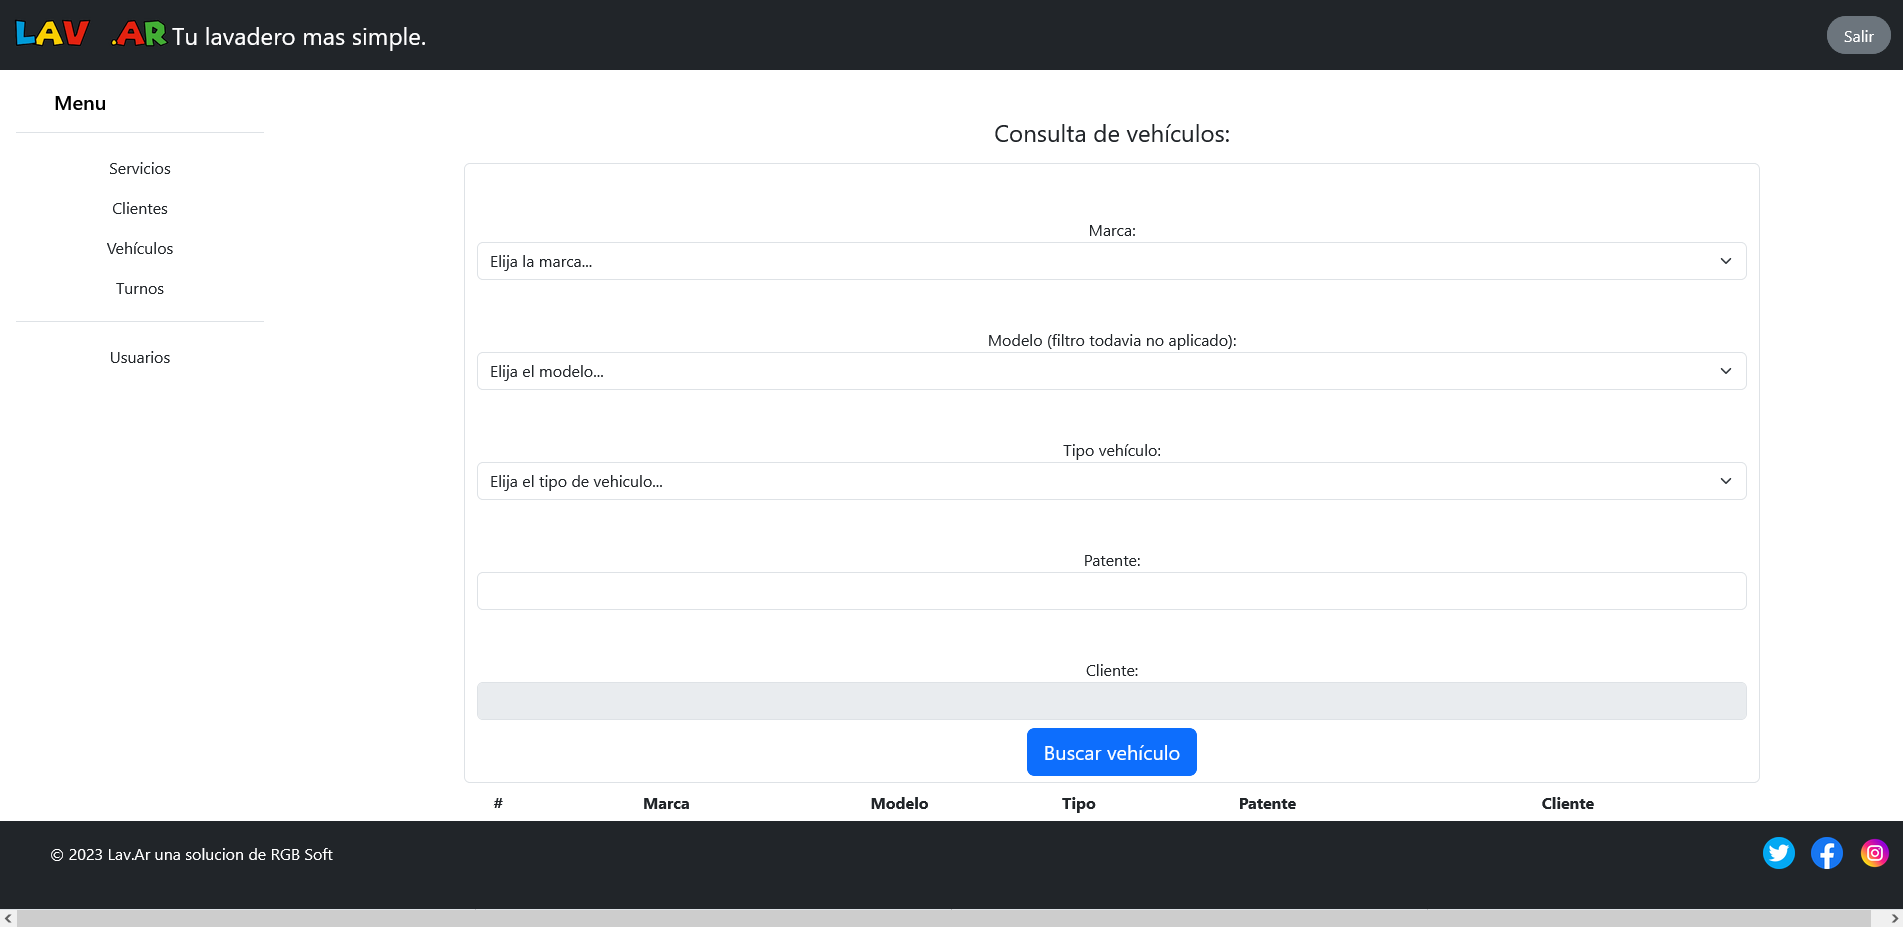 LAV .AR Tu lavadero mas simple.
Salir
Menu
Servicios
Clientes
Vehículos
Turnos
Usuarios
Consulta de vehículos:
Marca:
Elija la marca...
Modelo (filtro todavia no aplicado):
Elija el modelo...
Tipo vehículo:
Elija el tipo de vehiculo...
Patente:
Cliente:
Buscar vehículo
# Marca Modelo Tipo Patente Cliente
© 2023 Lav.Ar una solucion de RGB Soft